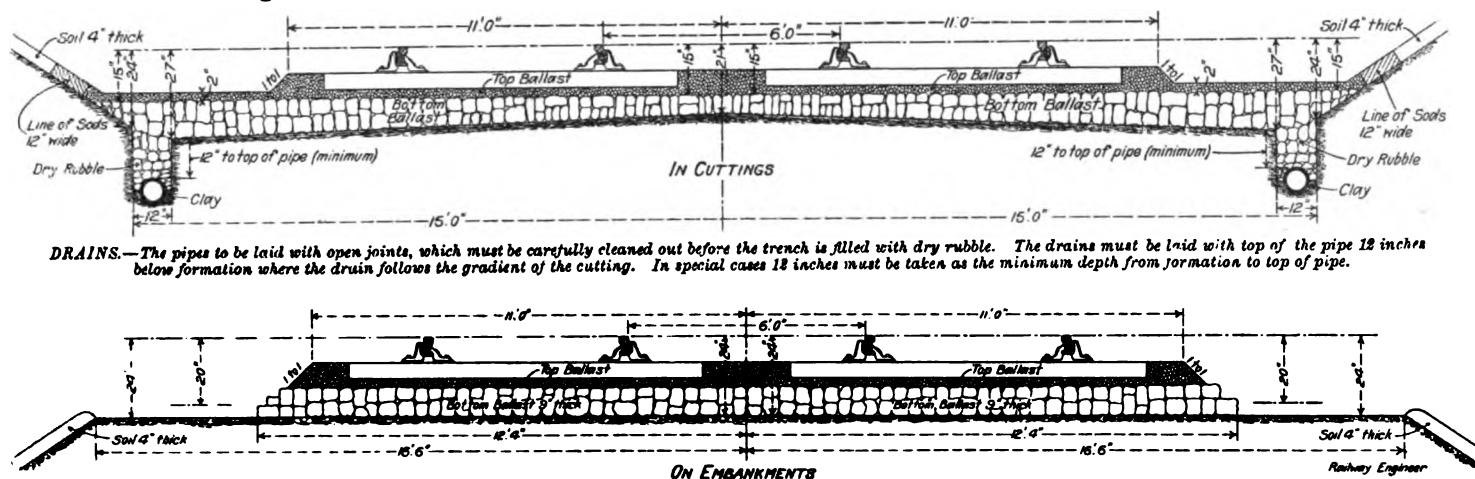 11'.0" 11'.0
6'.0"
Soil 4" thick Soil 4" thick
15" 24" 27" 15" 21" 15" 27" 24" 15"
1 to 1 Top Ballast Top Ballast 1 to 1
2" 2"
Bottom Ballast Bottom Ballast
Line of Sods 12" wide Line of Sods 12" wide
12" to top of pipe (minimum) 12" to top of pipe (minimum)
IN CUTTINGS
Dry Rubble Dry Rubble
Clay Clay
12" 12"
15'.0" 15'.0"
DRAINS.—The pipes to be laid with open joints, which must be carefully cleaned out before the trench is filled with dry rubble. The drains must be laid with top of the pipe 12 inches
below formation where the drain follows the gradient of the cutting. In special cases 12 inches must be taken as the minimum depth from formation to top of pipe.
11'.0" 11'.0"
6'.0"
24" 20" 24" 24" 20" 24"
1 to 1 Top Ballast Top Ballast 1 to 1
Bottom Ballast 9" thick Bottom Ballast 9" thick
Soil 4" thick 12'.4" 12'.4" Soil 4" thick
16'.6" 16'.6"
ON EMBANKMENTS
Railway Engineer